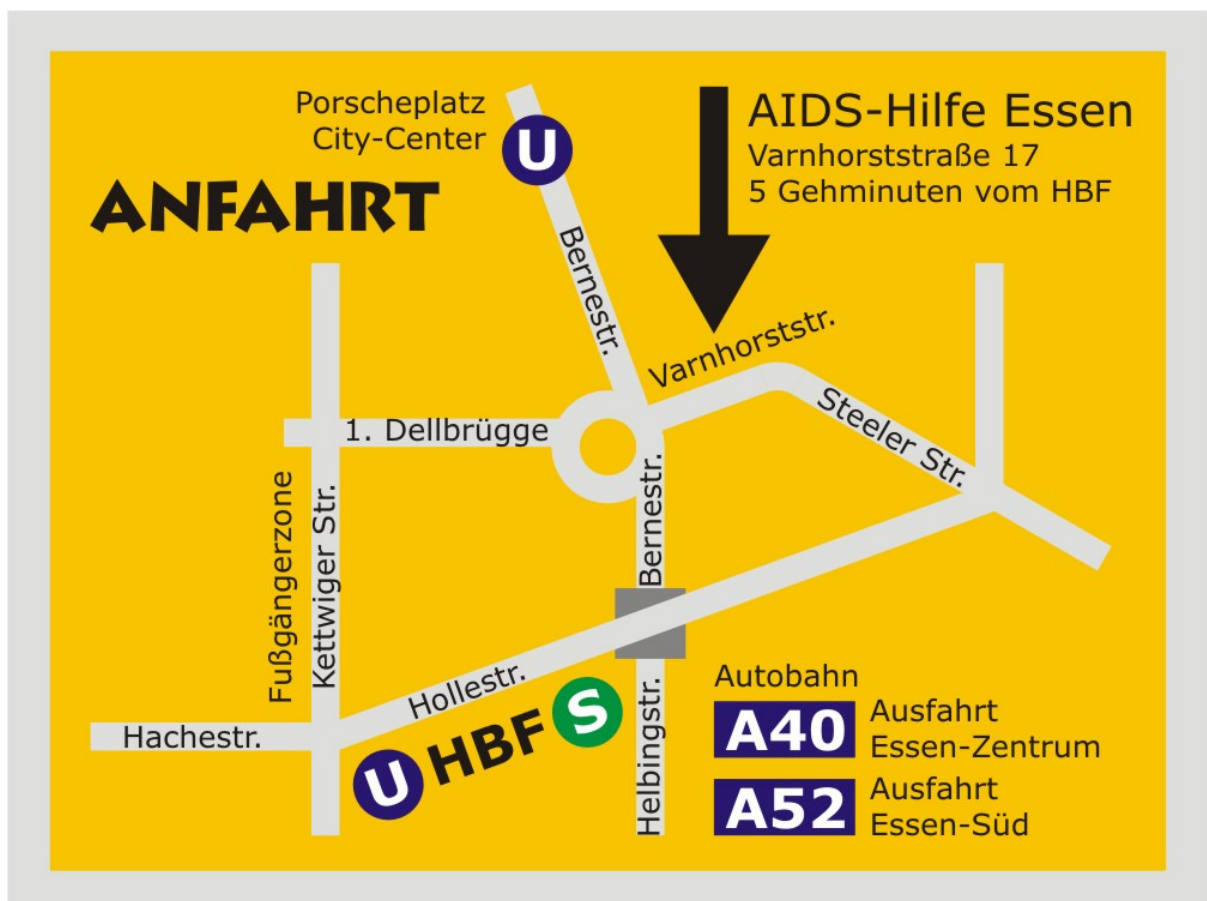 Porscheplatz
City-Center
U
AIDS-Hilfe Essen
Varnhorststraße 17
5 Gehminuten vom HBF
ANFAHRT
Bernestr.
Varnhorststr.
Steeler Str.
1. Dellbrügge
Bernestr.
Fußgängerzone
Kettwiger Str.
Hollestr.
Hachestr.
U HBF S
Helbingstr.
Autobahn
A40
Ausfahrt
Essen-Zentrum
A52
Ausfahrt
Essen-Süd